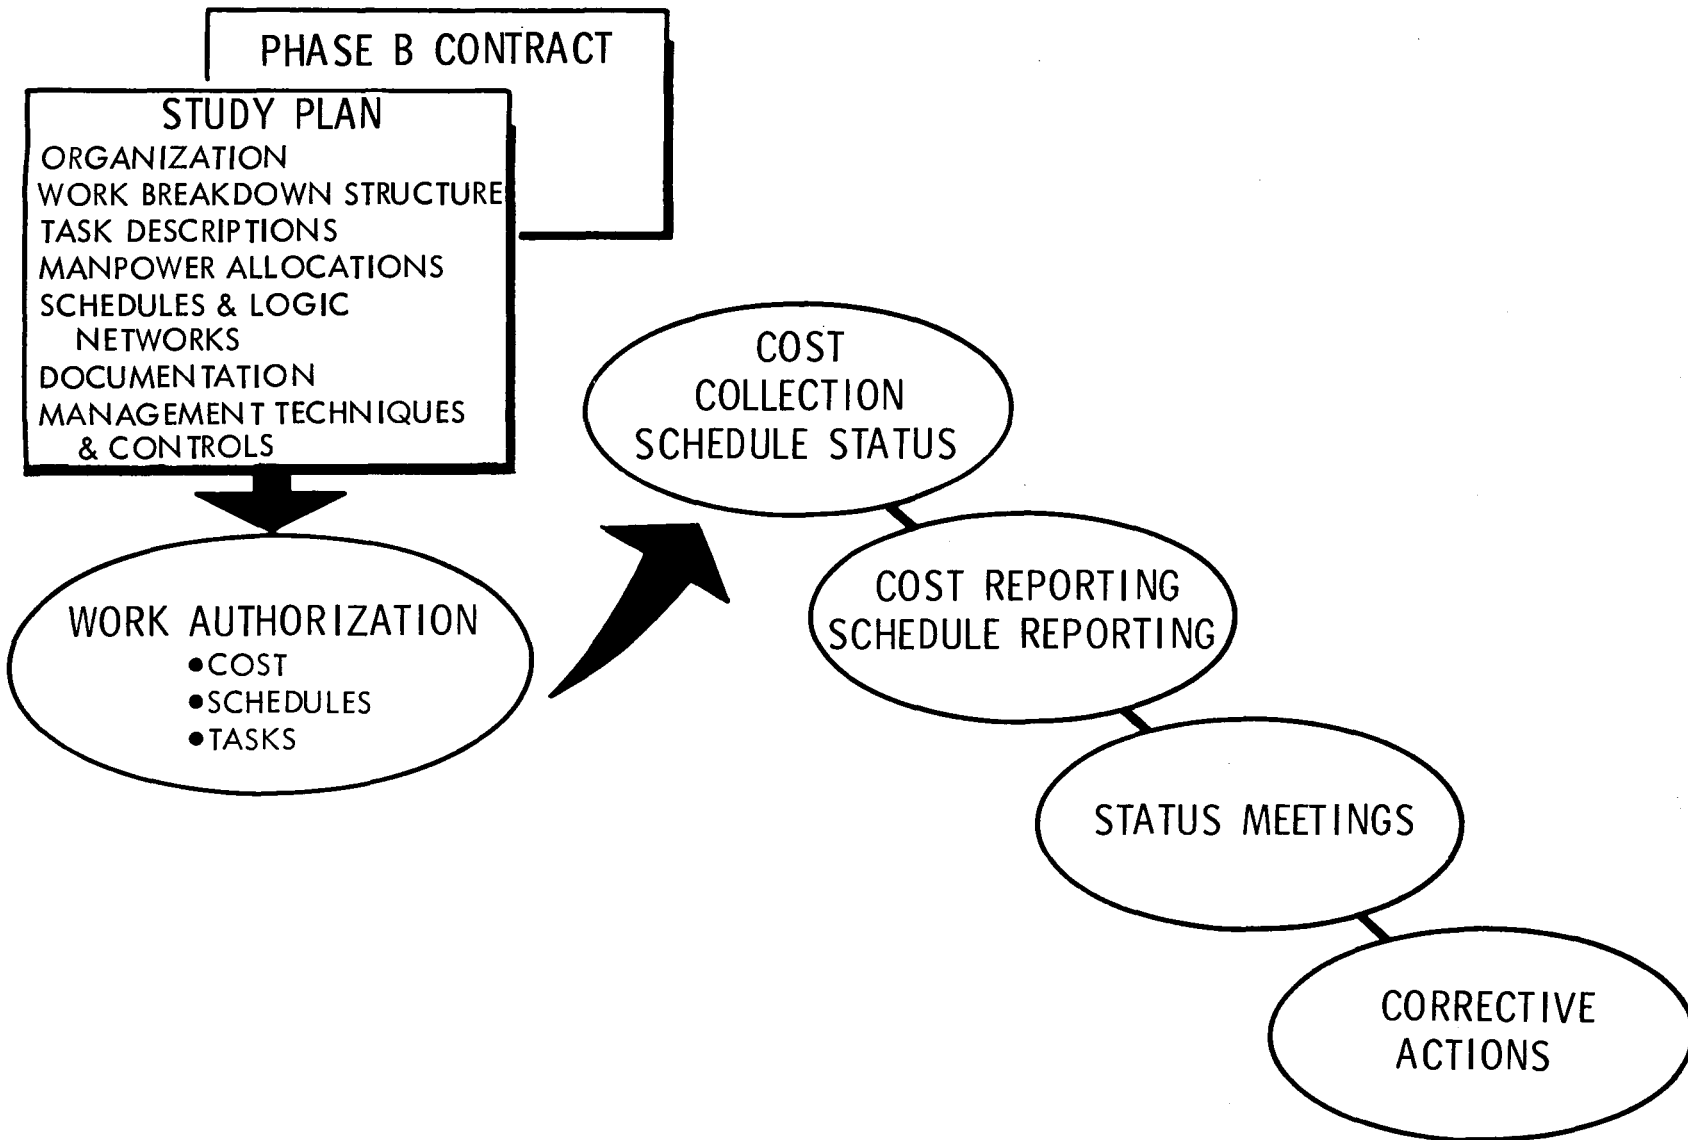 PHASE B CONTRACT
STUDY PLAN
ORGANIZATION
WORK BREAKDOWN STRUCTURE
TASK DESCRIPTIONS
MANPOWER ALLOCATIONS
SCHEDULES & LOGIC
NETWORKS
DOCUMENTATION
MANAGEMENT TECHNIQUES
& CONTROLS
WORK AUTHORIZATION
●COST
●SCHEDULES
●TASKS
COST
COLLECTION
SCHEDULE STATUS
COST REPORTING
SCHEDULE REPORTING
STATUS MEETINGS
CORRECTIVE
ACTIONS